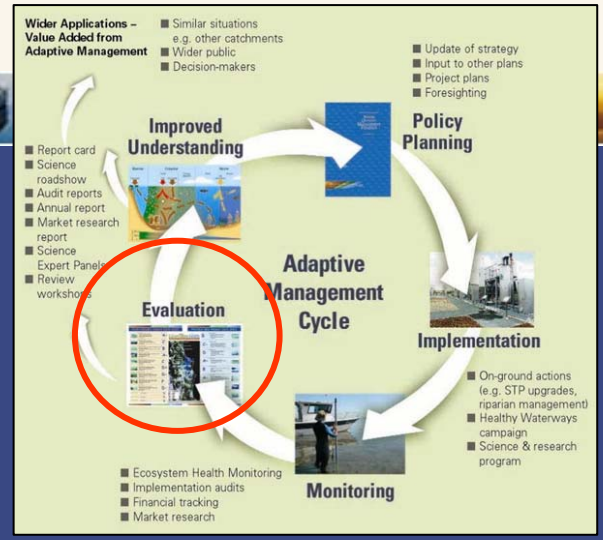 Wider Applications –
Value Added from
Adaptive Management
■ Similar situations
e.g. other catchments
■ Wider public
■ Decision-makers
■ Update of strategy
■ Input to other plans
■ Project plans
■ Foresighting
Improved
Understanding
Policy
Planning
■ Report card
■ Science
roadshow
■ Audit reports
■ Annual report
■ Market research
report
■ Science
Expert Panels
■ Review
workshops
Adaptive
Management
Cycle
Evaluation
Implementation
■ On-ground actions
(e.g. STP upgrades,
riparian management)
■ Healthy Waterways
campaign
■ Science & research
program
■ Ecosystem Health Monitoring
■ Implementation audits
■ Financial tracking
■ Market research
Monitoring